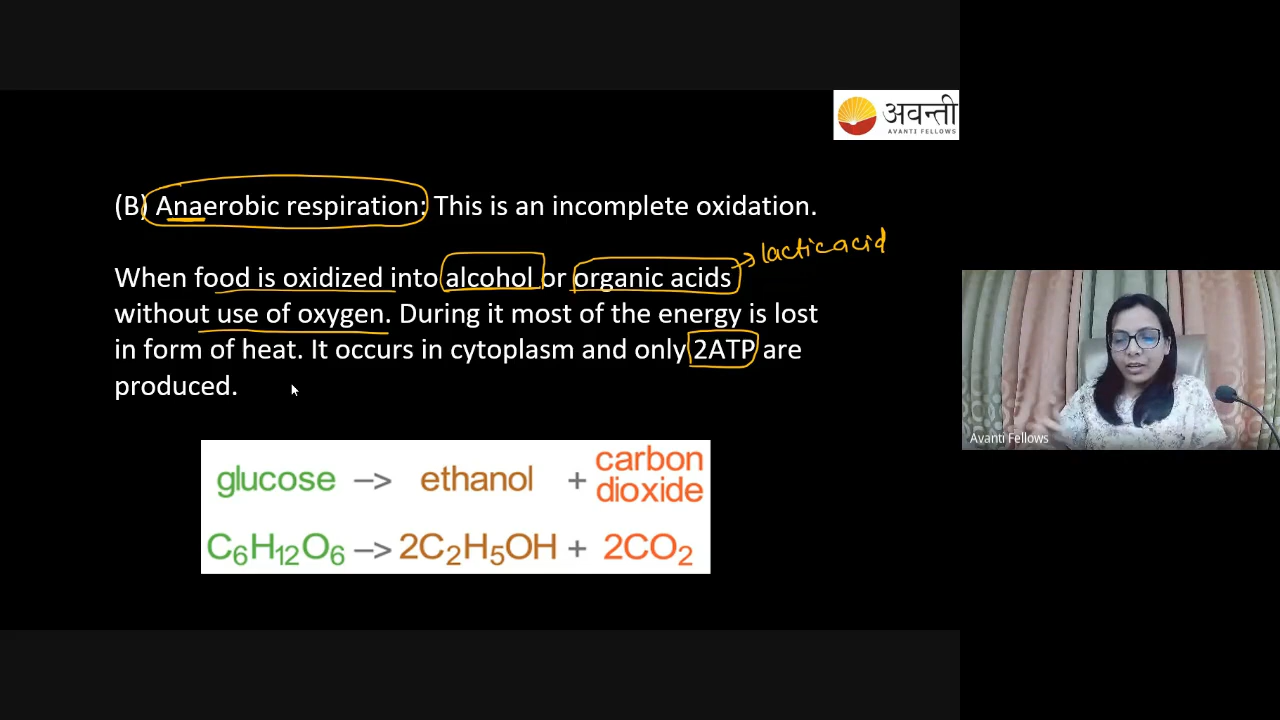 अवन्ती
AVANTI FELLOWS
(B) Anaerobic respiration: This is an incomplete oxidation.
lactic acid
When food is oxidized into alcohol or organic acids
without use of oxygen. During it most of the energy is lost
in form of heat. It occurs in cytoplasm and only 2ATP are
produced.
Avanti Fellows
glucose —> ethanol + carbon dioxide
C₆H₁₂O₆ —> 2C₂H₅OH + 2CO₂